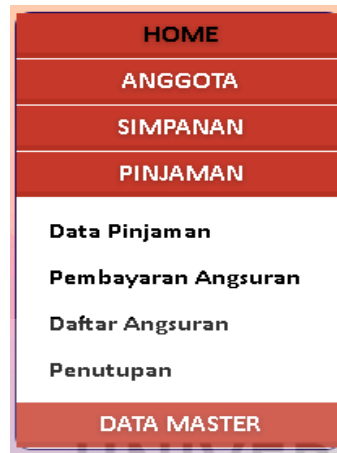 HOME
ANGGOTA
SIMPANAN
PINJAMAN
Data Pinjaman
Pembayaran Angsuran
Daftar Angsuran
Penutupan
DATA MASTER